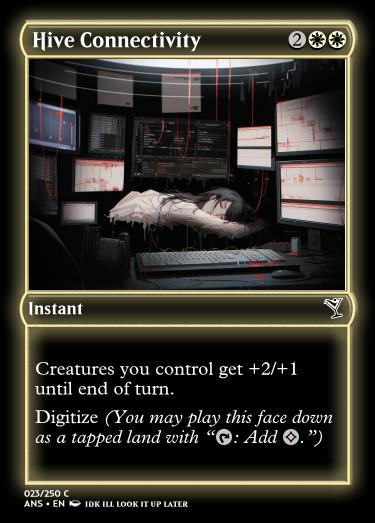 Hive Connectivity 2
Instant
Creatures you control get +2/+1
until end of turn.
Digitize (You may play this face down
as a tapped land with “: Add .”)
023/250 C
ANS • EN IDK ILL LOOK IT UP LATER